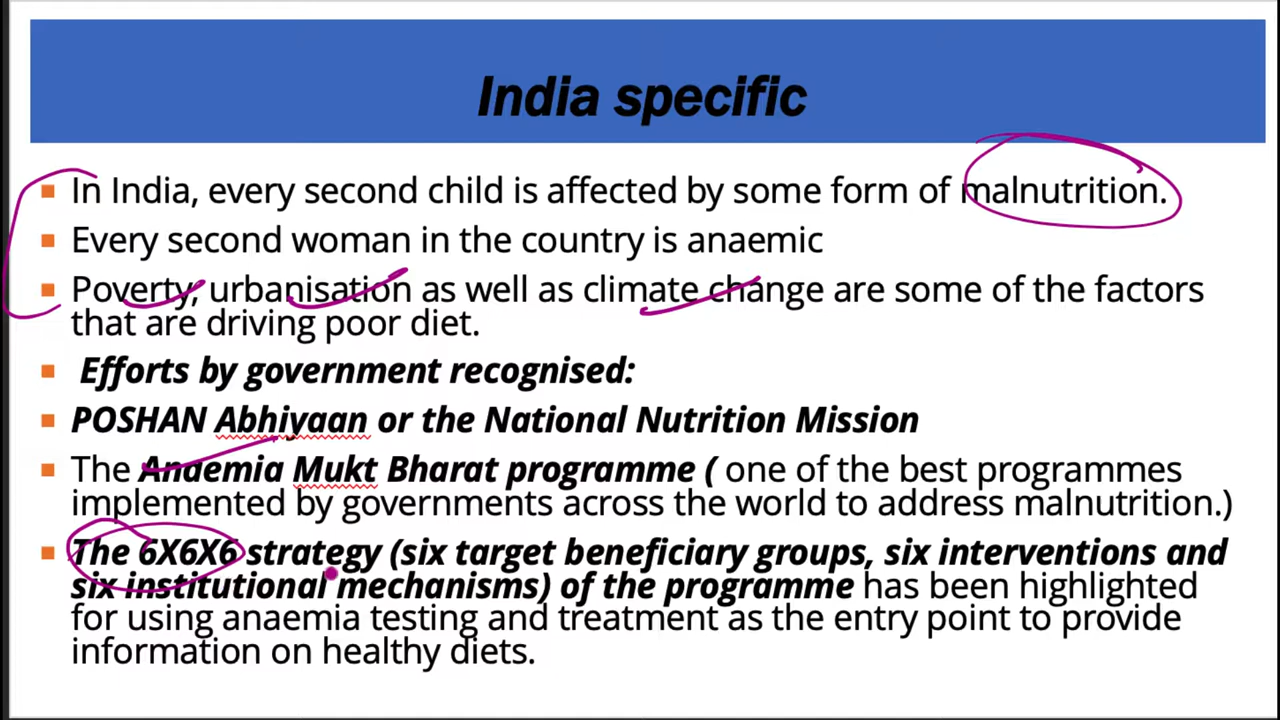 India specific
In India, every second child is affected by some form of malnutrition.
Every second woman in the country is anaemic
Poverty, urbanisation as well as climate change are some of the factors
that are driving poor diet.
Efforts by government recognised:
POSHAN Abhiyaan or the National Nutrition Mission
The Anaemia Mukt Bharat programme ( one of the best programmes
implemented by governments across the world to address malnutrition.)
The 6X6X6 strategy (six target beneficiary groups, six interventions and
six institutional mechanisms) of the programme has been highlighted
for using anaemia testing and treatment as the entry point to provide
information on healthy diets.